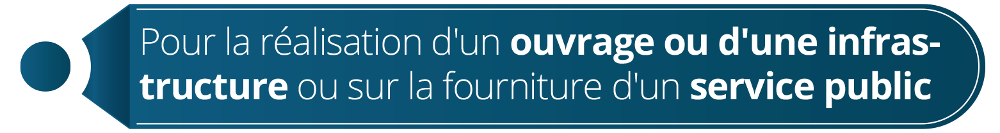 Pour la réalisation d'un ouvrage ou d'une infras-
tructure ou sur la fourniture d'un service public